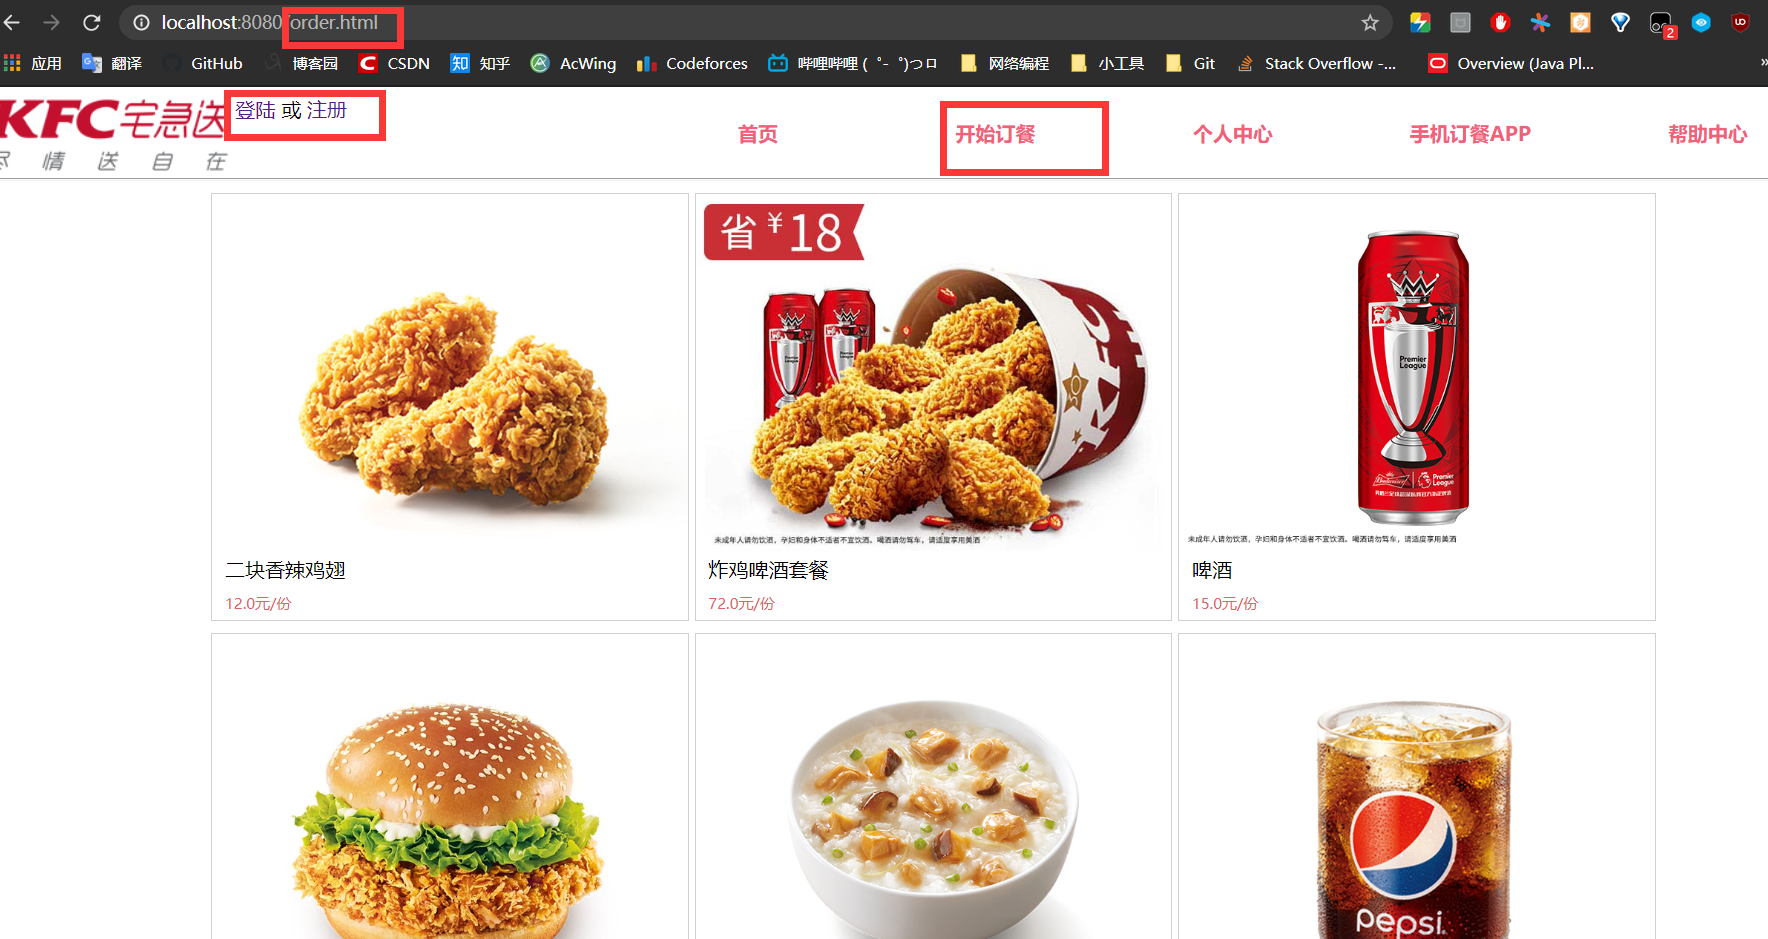 localhost:8080/order.html
2
应用 翻译 GitHub 博客园 CSDN 知乎 AcWing Codeforces 哔哩哔哩 ( ゜- ゜)つロ 网络编程 小工具 Git Stack Overflow -... Overview (Java Pl... »
KFC宅急送
尽情送自在
登陆 或 注册
首页 开始订餐 个人中心 手机订餐APP 帮助中心
省¥18
KFC
Premier
League
Budweiser
Premier
League
未成年人请勿饮酒，孕妇和身体不适者不宜饮酒。喝酒请勿驾车，请适度享用美酒
未成年人请勿饮酒，孕妇和身体不适者不宜饮酒。喝酒请勿驾车，请适度享用美酒
二块香辣鸡翅 炸鸡啤酒套餐 啤酒
12.0元/份 72.0元/份 15.0元/份
pepsi